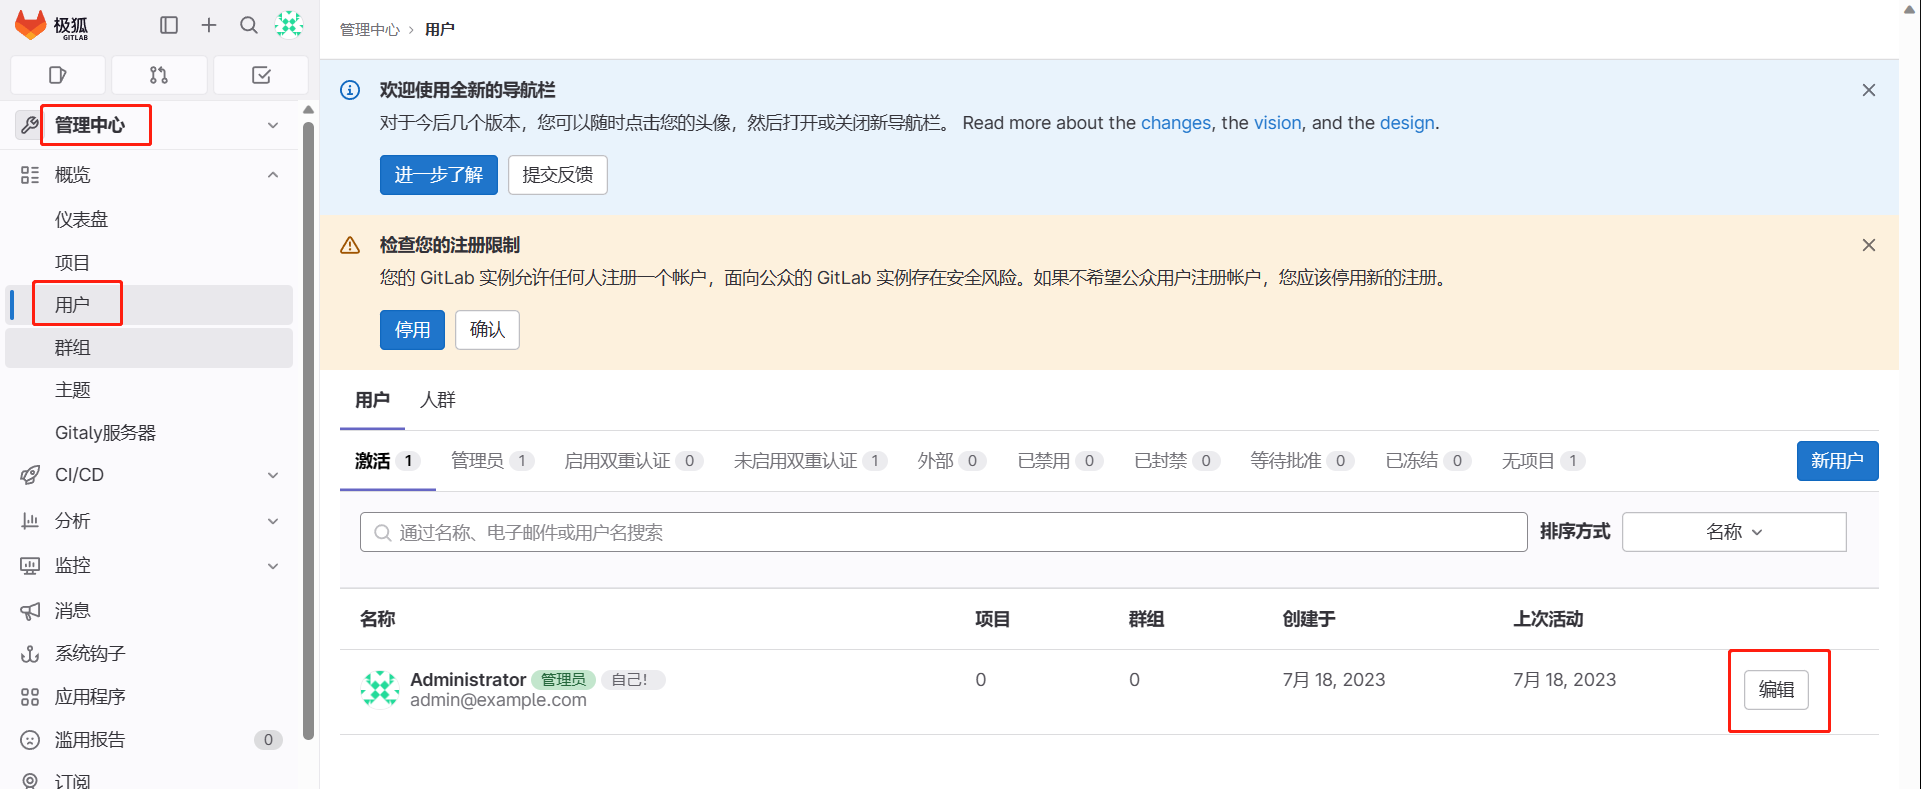 极狐
GITLAB
管理中心
概览
仪表盘
项目
用户
群组
主题
Gitaly服务器
CI/CD
分析
监控
消息
系统钩子
应用程序
滥用报告 0
订阅
管理中心 › 用户
欢迎使用全新的导航栏
对于今后几个版本，您可以随时点击您的头像，然后打开或关闭新导航栏。 Read more about the changes, the vision, and the design.
进一步了解 提交反馈
检查您的注册限制
您的 GitLab 实例允许任何人注册一个帐户，面向公众的 GitLab 实例存在安全风险。如果不希望公众用户注册帐户，您应该停用新的注册。
停用 确认
用户 人群
激活 1 管理员 1 启用双重认证 0 未启用双重认证 1 外部 0 已禁用 0 已封禁 0 等待批准 0 已冻结 0 无项目 1 新用户
通过名称、电子邮件或用户名搜索 排序方式 名称
名称 项目 群组 创建于 上次活动
Administrator 管理员 自己！ 0 0 7月 18, 2023 7月 18, 2023 编辑
admin@example.com